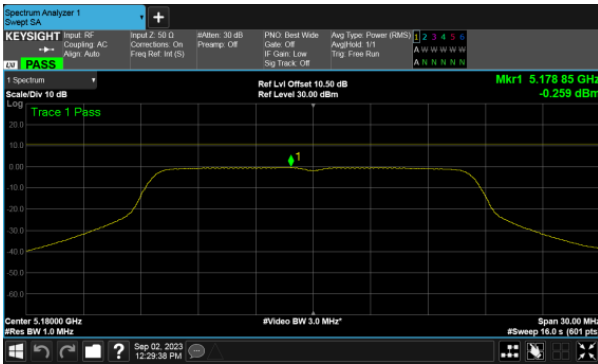 Spectrum Analyzer 1
Swept SA
+
KEYSIGHT Input: RF Input Z: 50 Ω #Atten: 30 dB PNO: Best Wide Avg Type: Power (RMS) 1 2 3 4 5 6
Coupling: AC Corrections: On Preamp: Off Gate: Off Avg|Hold: 1/1 A W W W W W
Align: Auto Freq Ref: Int (S) IF Gain: Low Trig: Free Run
Sig Track: Off A N N N N N
LV PASS
1 Spectrum Ref Lvl Offset 10.50 dB Mkr1 5.178 85 GHz
Scale/Div 10 dB Ref Level 30.00 dBm -0.259 dBm
Log
Trace 1 Pass
20.0
10.0
1
0.00
-10.0
-20.0
-30.0
-40.0
-50.0
-60.0
Center 5.18000 GHz #Video BW 3.0 MHz* Span 30.00 MHz
#Res BW 1.0 MHz #Sweep 16.0 s (601 pts)
? Sep 02, 2023
12:29:38 PM